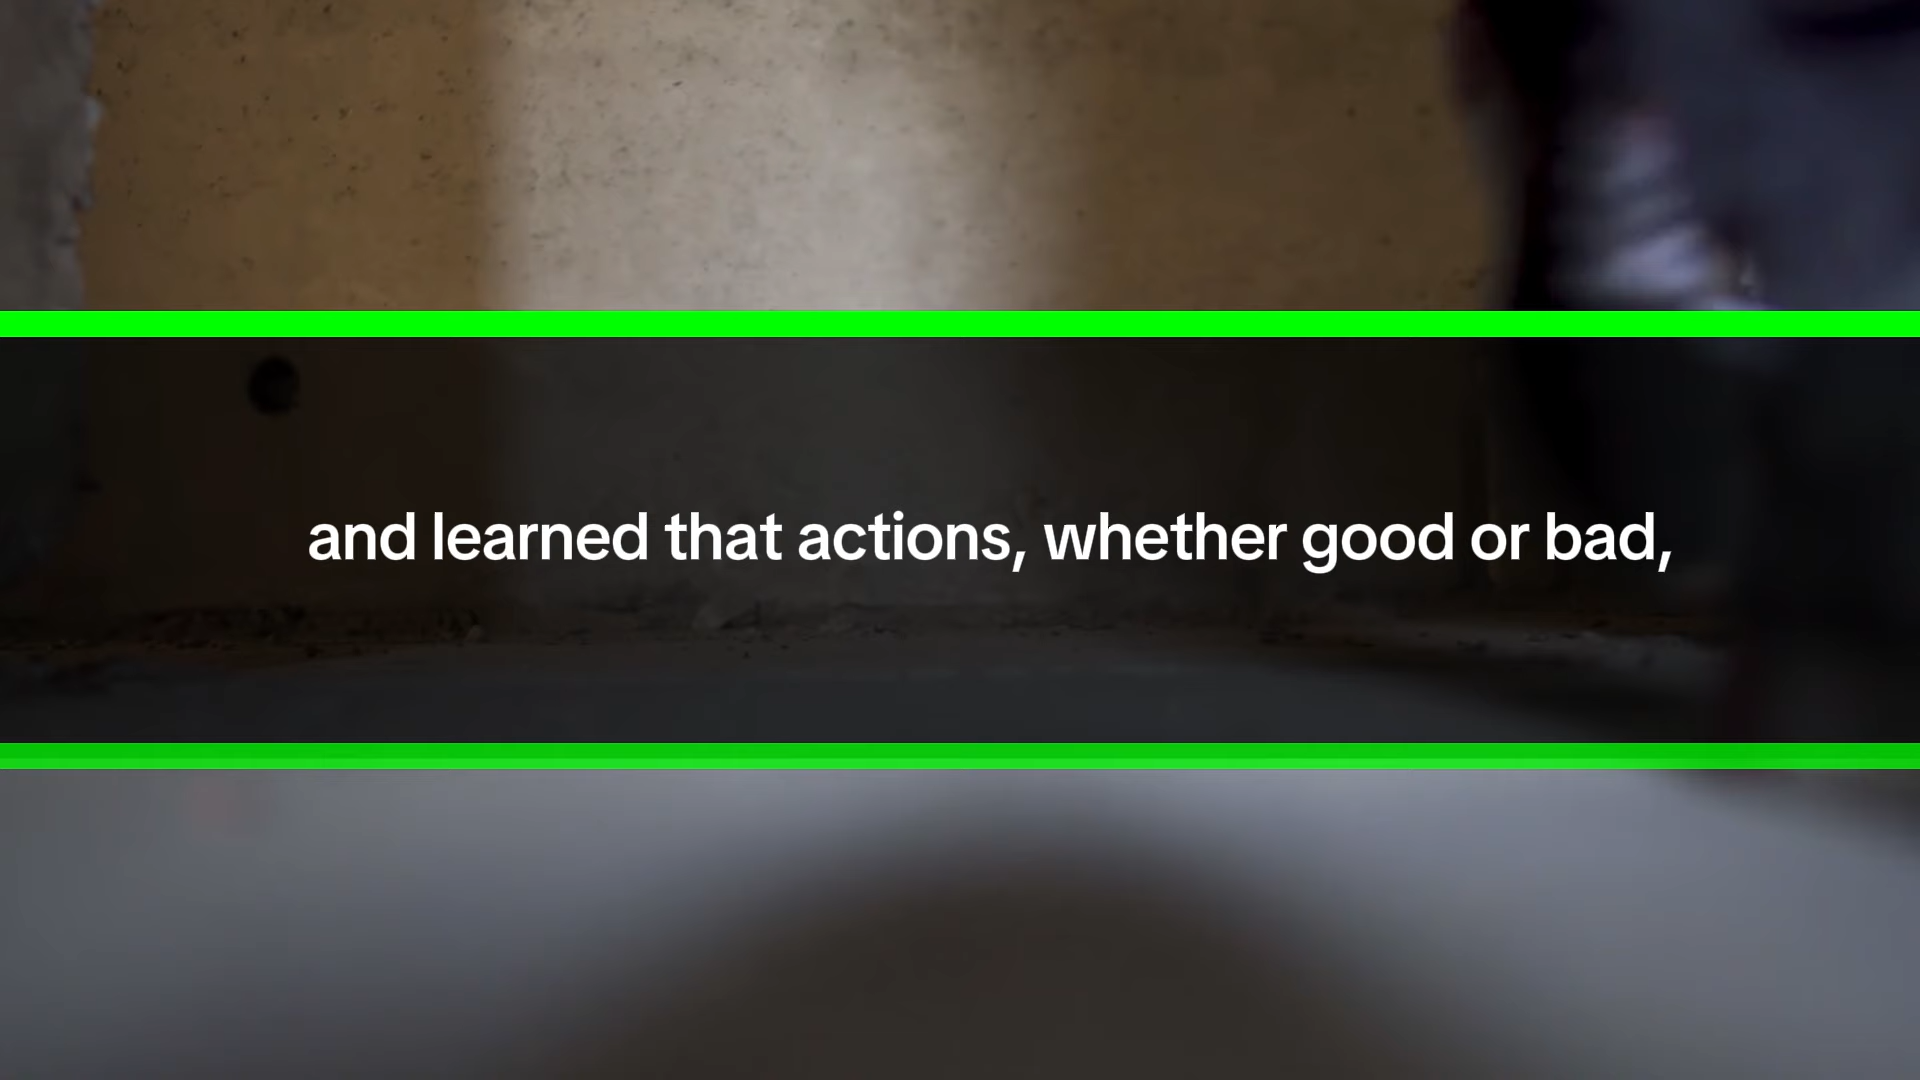 and learned that actions, whether good or bad,